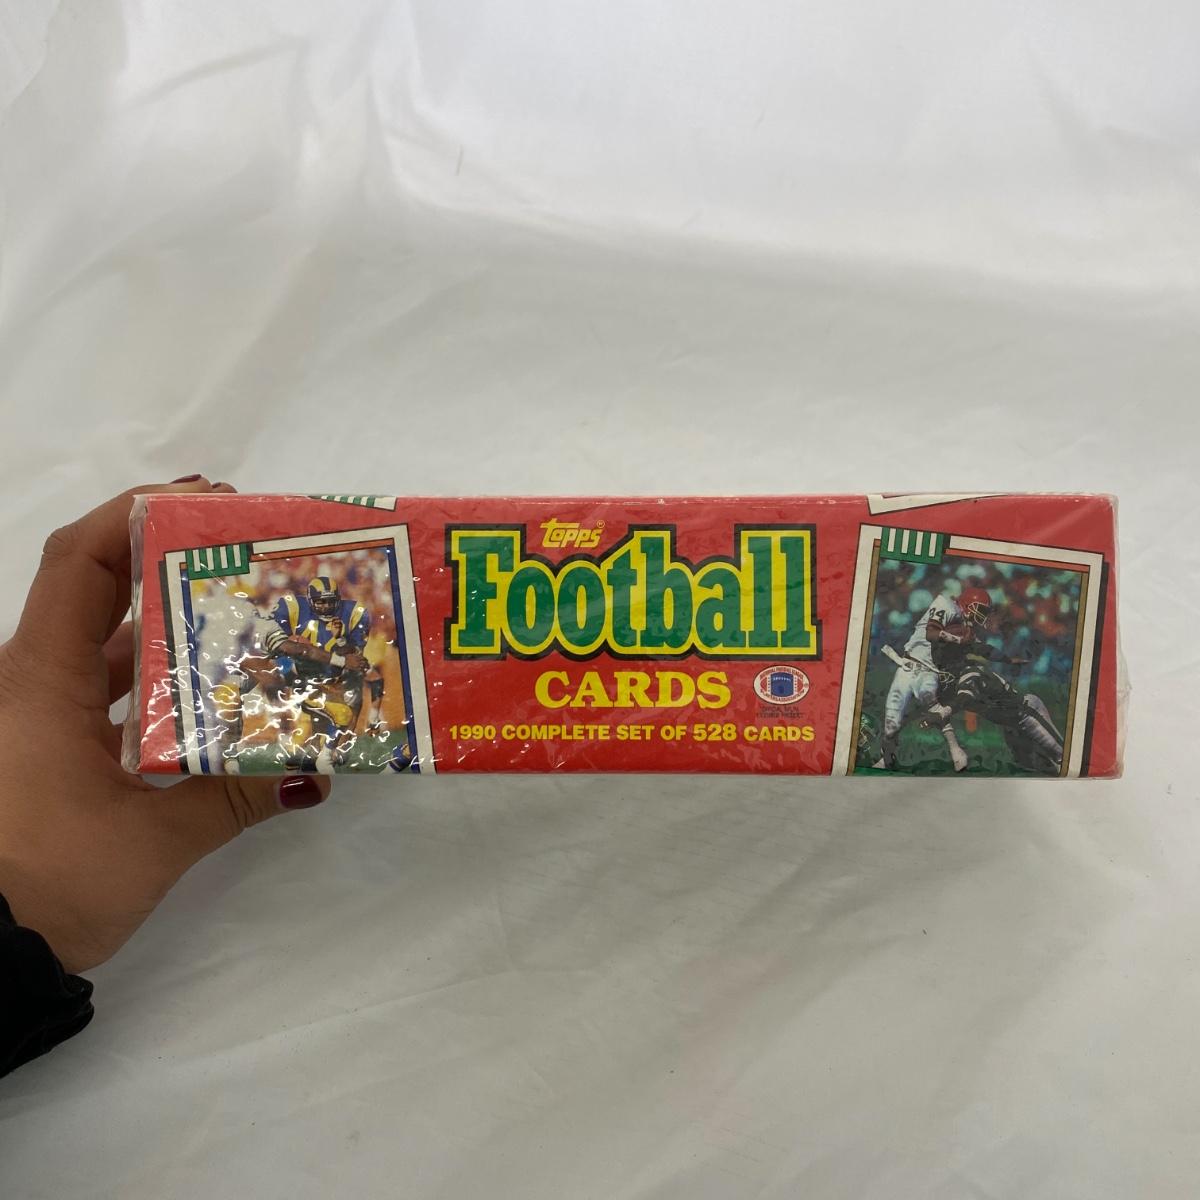 topps®
Football
CARDS
1990 COMPLETE SET OF 528 CARDS